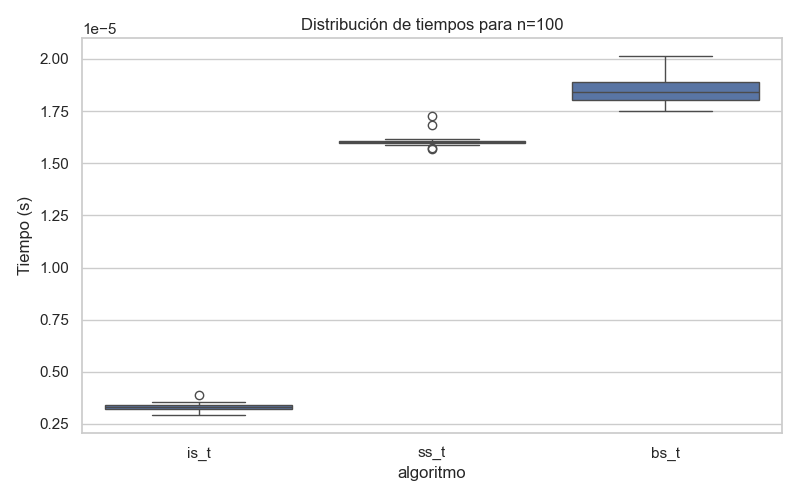 Distribución de tiempos para n=100
1e−5
2.00
1.75
1.50
1.25
1.00
0.75
0.50
0.25
Tiempo (s)
is_t
ss_t
bs_t
algoritmo